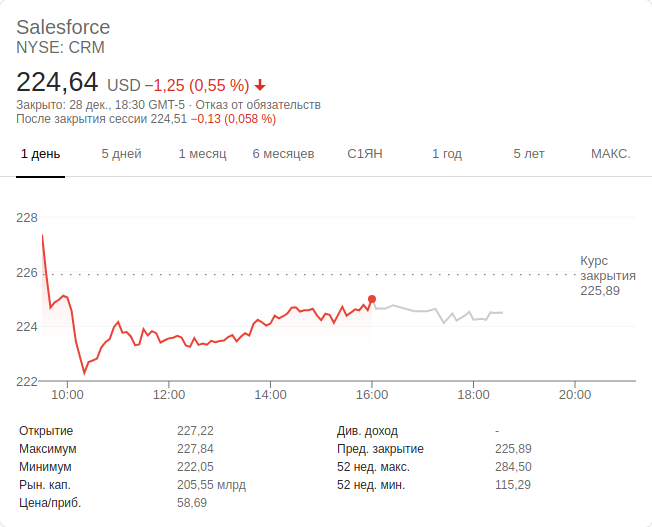 Salesforce
NYSE: CRM
224,64 USD −1,25 (0,55 %)
Закрыто: 28 дек., 18:30 GMT-5 · Отказ от обязательств
После закрытия сессии 224,51 −0,13 (0,058 %)
1 день 5 дней 1 месяц 6 месяцев С1ЯН 1 год 5 лет МАКС.
228
226
224
222
Курс
закрытия
225,89
10:00 12:00 14:00 16:00 18:00 20:00
Открытие 227,22
Максимум 227,84
Минимум 222,05
Рын. кап. 205,55 млрд
Цена/приб. 58,69
Див. доход -
Пред. закрытие 225,89
52 нед. макс. 284,50
52 нед. мин. 115,29